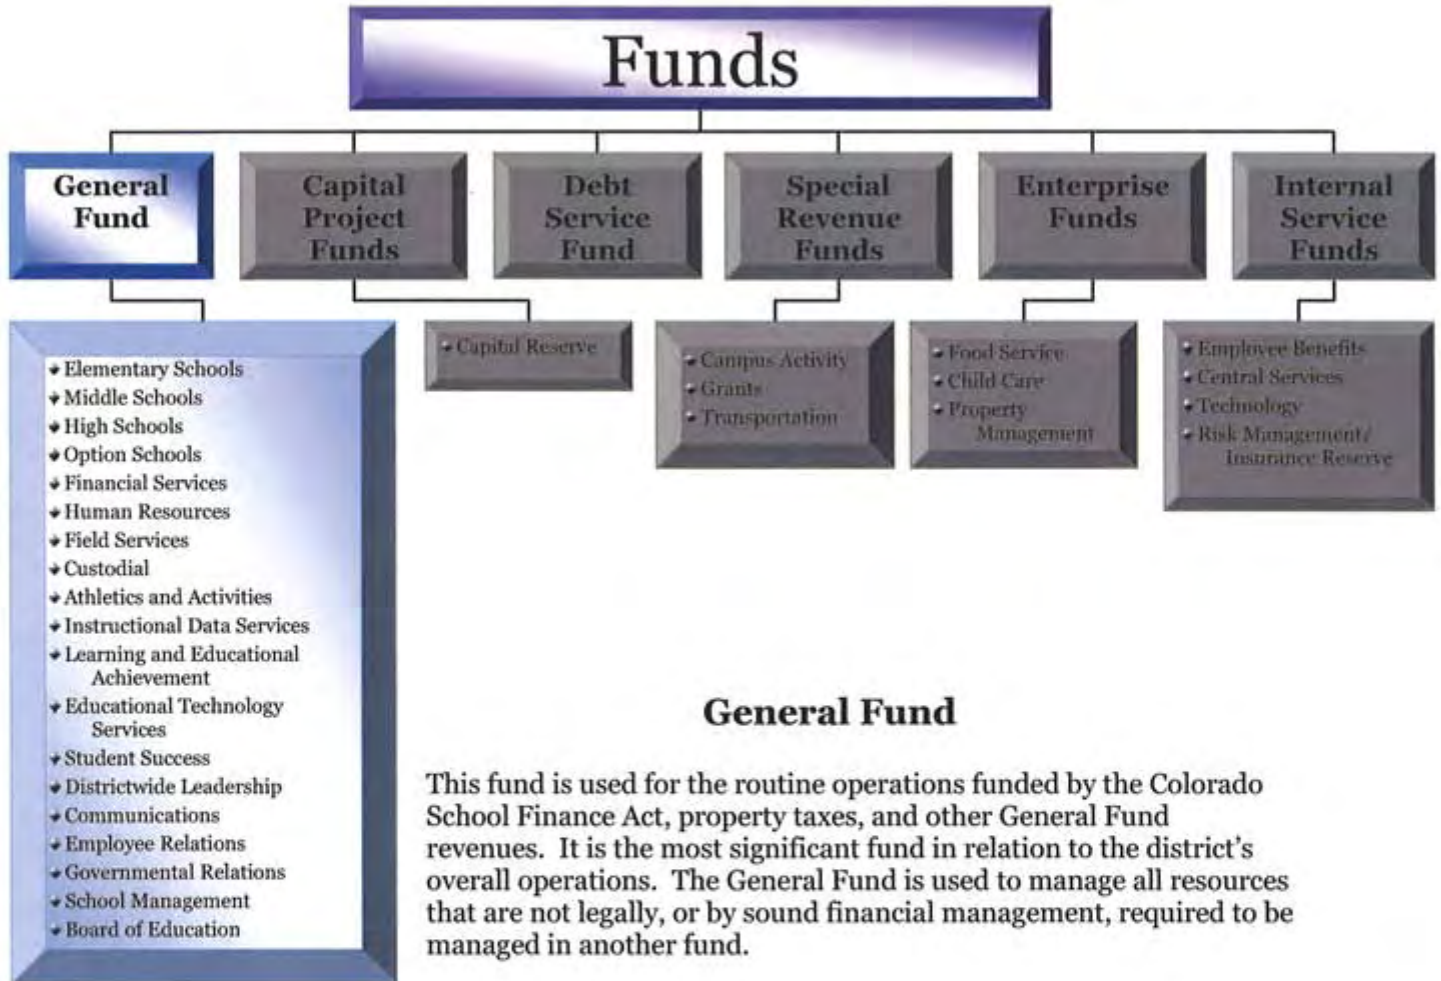 Funds
General
Fund
Capital
Project
Funds
Debt
Service
Fund
Special
Revenue
Funds
Enterprise
Funds
Internal
Service
Funds
Elementary Schools
Middle Schools
High Schools
Option Schools
Financial Services
Human Resources
Field Services
Custodial
Athletics and Activities
Instructional Data Services
Learning and Educational
Achievement
Educational Technology
Services
Student Success
Districtwide Leadership
Communications
Employee Relations
Governmental Relations
School Management
Board of Education
Capital Reserve
Campus Activity
Grants
Transportation
Food Service
Child Care
Property
Management
Employee Benefits
Central Services
Technology
Risk Management/
Insurance Reserve
General Fund
This fund is used for the routine operations funded by the Colorado
School Finance Act, property taxes, and other General Fund
revenues.  It is the most significant fund in relation to the district's
overall operations.  The General Fund is used to manage all resources
that are not legally, or by sound financial management, required to be
managed in another fund.